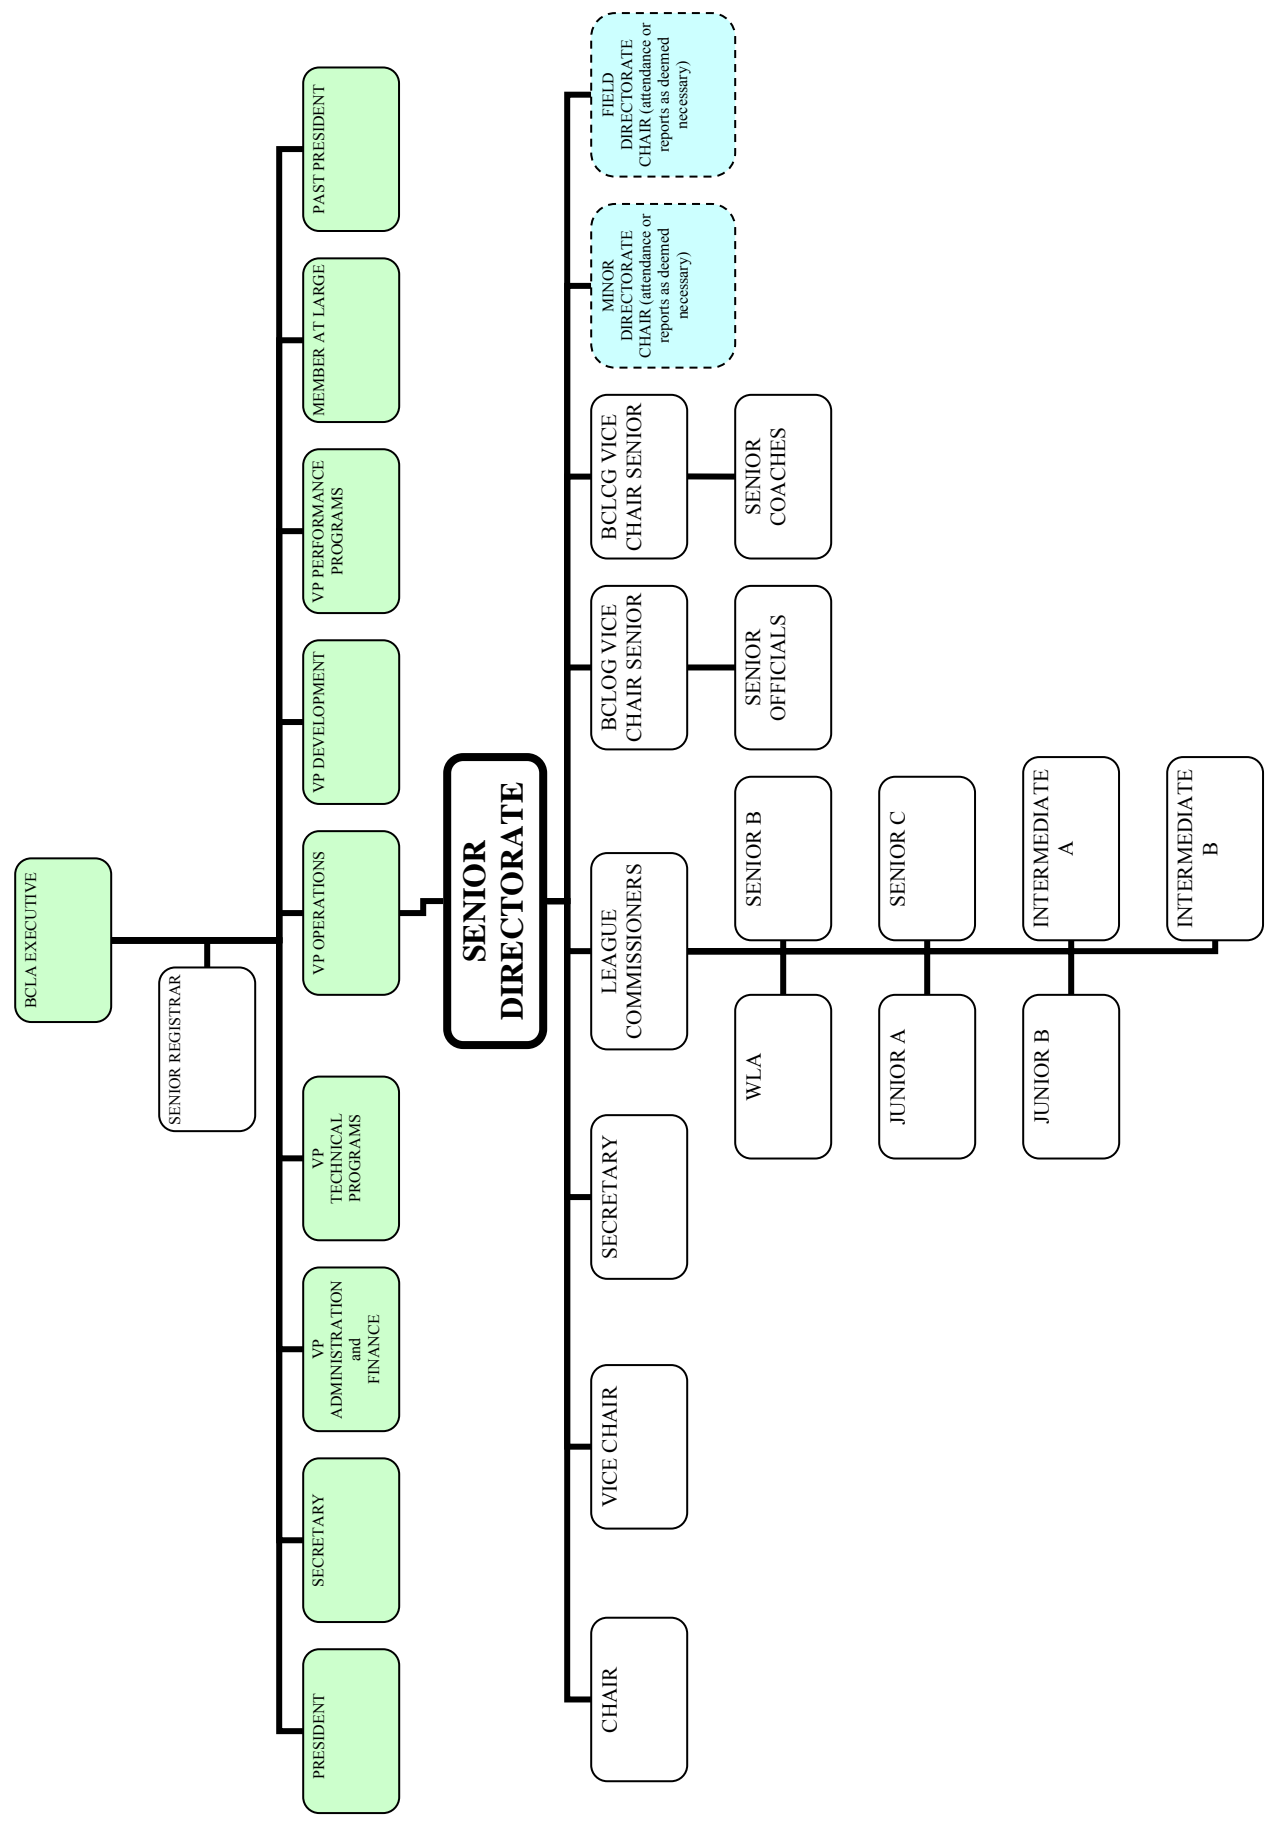 BCLA EXECUTIVE
SENIOR REGISTRAR
PRESIDENT
SECRETARY
VP
ADMINISTRATION
and
FINANCE
VP
TECHNICAL
PROGRAMS
VP OPERATIONS
VP DEVELOPMENT
VP PERFORMANCE
PROGRAMS
MEMBER AT LARGE
PAST PRESIDENT
SENIOR
DIRECTORATE
CHAIR
VICE CHAIR
SECRETARY
LEAGUE
COMMISSIONERS
BCLOG VICE
CHAIR SENIOR
BCLCG VICE
CHAIR SENIOR
MINOR
DIRECTORATE
CHAIR (attendance or
reports as deemed
necessary)
FIELD
DIRECTORATE
CHAIR (attendance or
reports as deemed
necessary)
WLA
SENIOR B
SENIOR
OFFICIALS
SENIOR
COACHES
JUNIOR A
SENIOR C
JUNIOR B
INTERMEDIATE
A
INTERMEDIATE
B